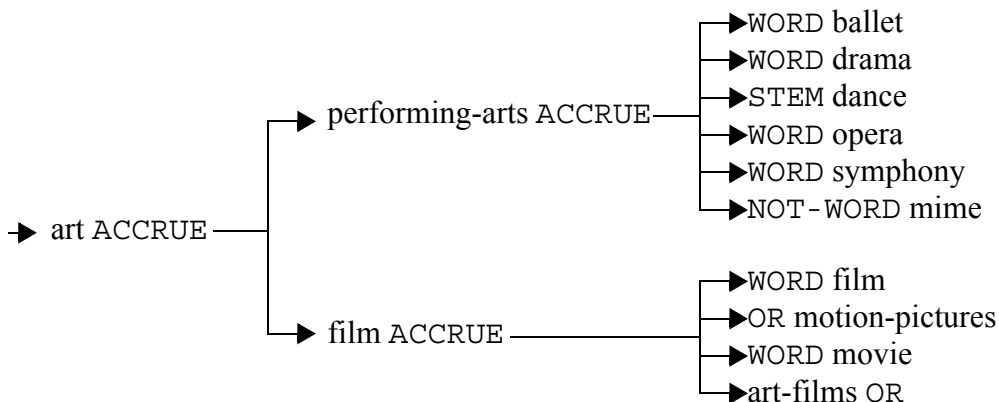 WORD ballet
WORD drama
STEM dance
performing-arts ACCRUE
WORD opera
WORD symphony
NOT-WORD mime
art ACCRUE
WORD film
OR motion-pictures
film ACCRUE
WORD movie
art-films OR